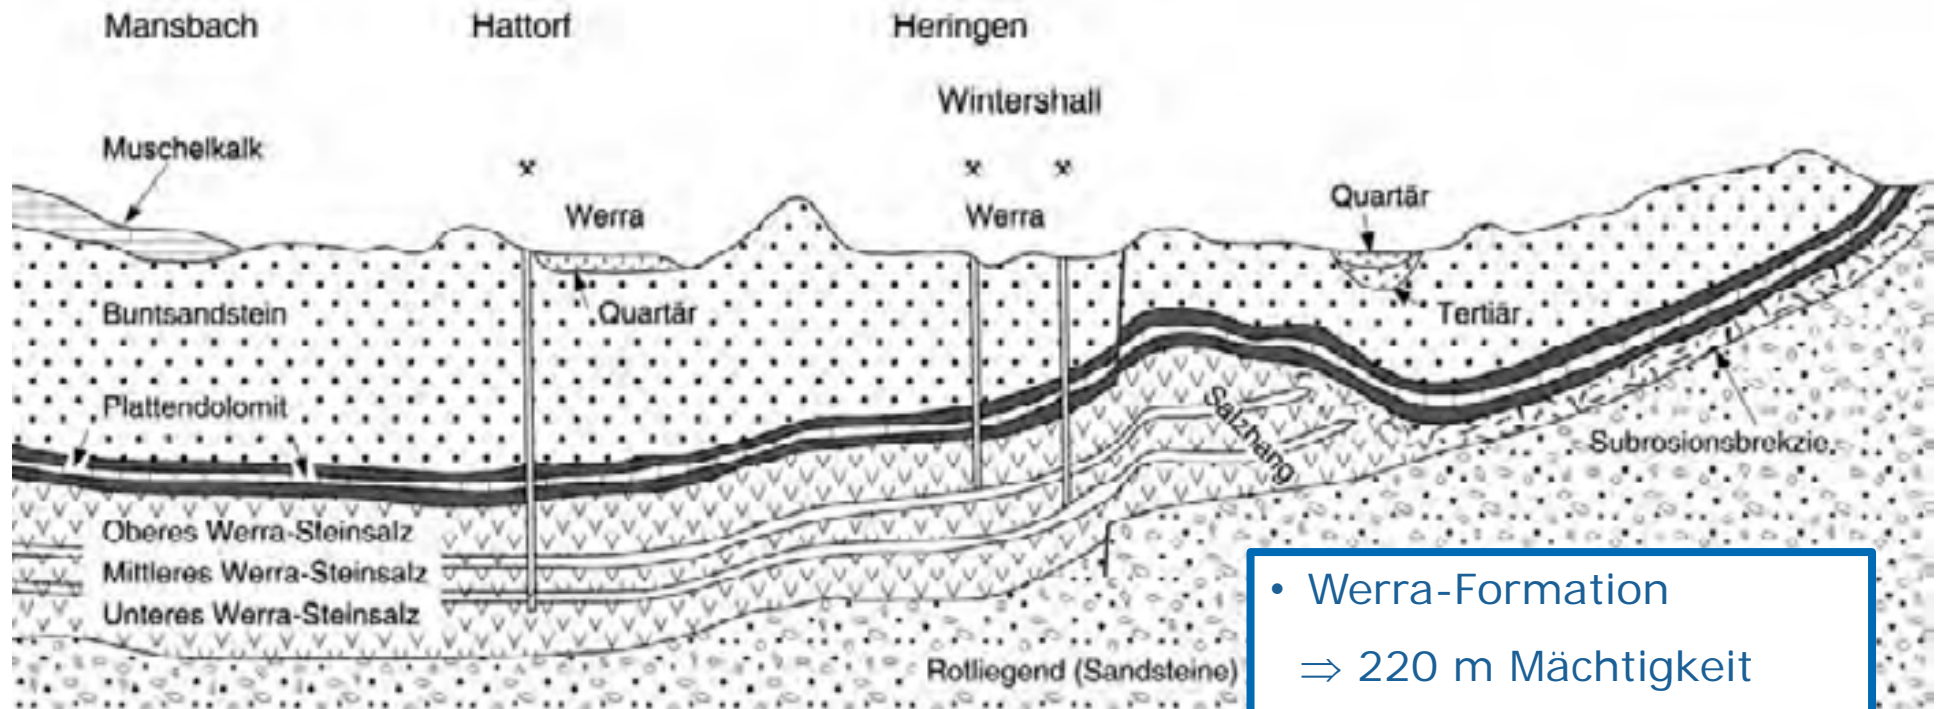 Mansbach Hattorf Heringen
Wintershall
Muschelkalk
Quartär
Werra Werra
Buntsandstein Quartär Tertiär
Plattendolomit
Salzhang
Subrosionsbrekzie
Oberes Werra-Steinsalz
Mittleres Werra-Steinsalz
Unteres Werra-Steinsalz
Rotliegend (Sandsteine)
• Werra-Formation
⇒ 220 m Mächtigkeit